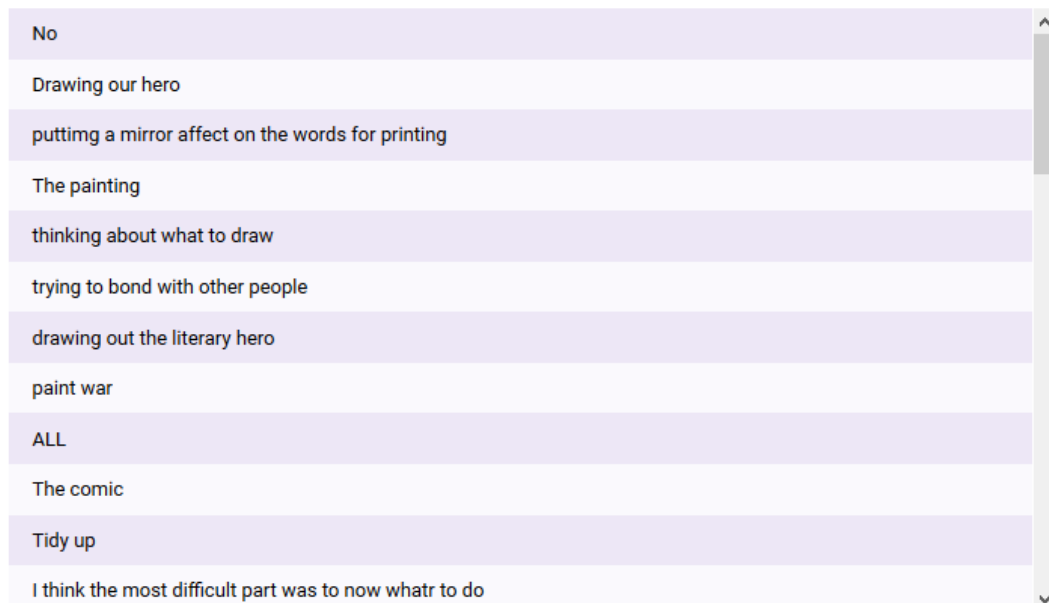 No
Drawing our hero
puttimg a mirror affect on the words for printing
The painting
thinking about what to draw
trying to bond with other people
drawing out the literary hero
paint war
ALL
The comic
Tidy up
I think the most difficult part was to now whatr to do